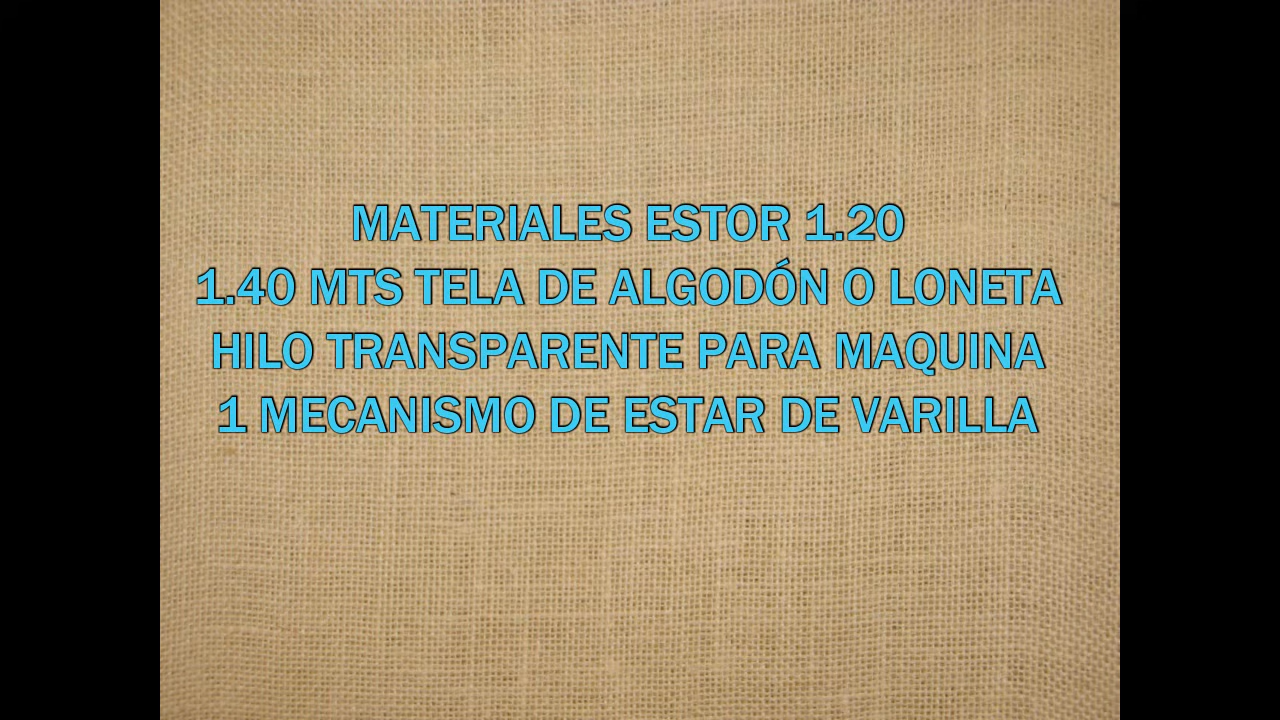 MATERIALES ESTOR 1.20
1.40 MTS TELA DE ALGODÓN O LONETA
HILO TRANSPARENTE PARA MAQUINA
1 MECANISMO DE ESTAR DE VARILLA